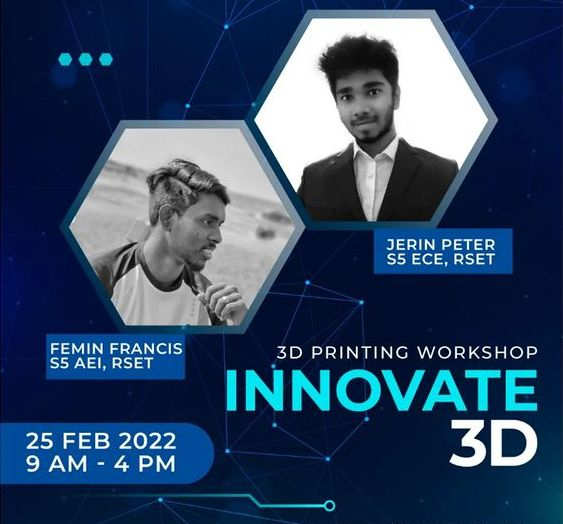 JERIN PETER
S5 ECE, RSET
FEMIN FRANCIS
S5 AEI, RSET
3D PRINTING WORKSHOP
INNOVATE
3D
25 FEB 2022
9 AM - 4 PM